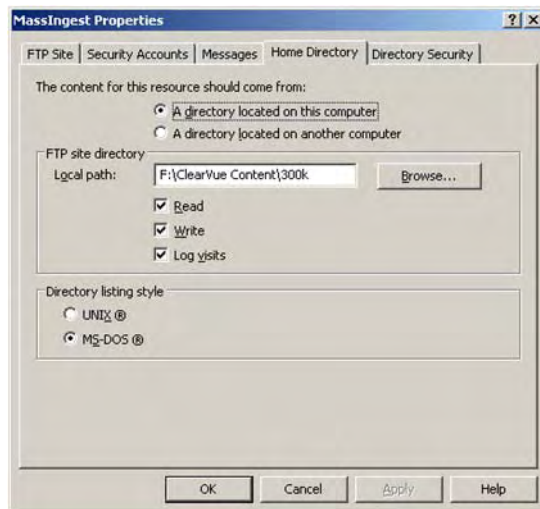 MassIngest Properties
FTP Site Security Accounts Messages Home Directory Directory Security
The content for this resource should come from:
A directory located on this computer
A directory located on another computer
FTP site directory
Local path: F:\ClearVue Content\300k Browse...
Read
Write
Log visits
Directory listing style
UNIX ®
MS-DOS ®
OK Cancel Apply Help